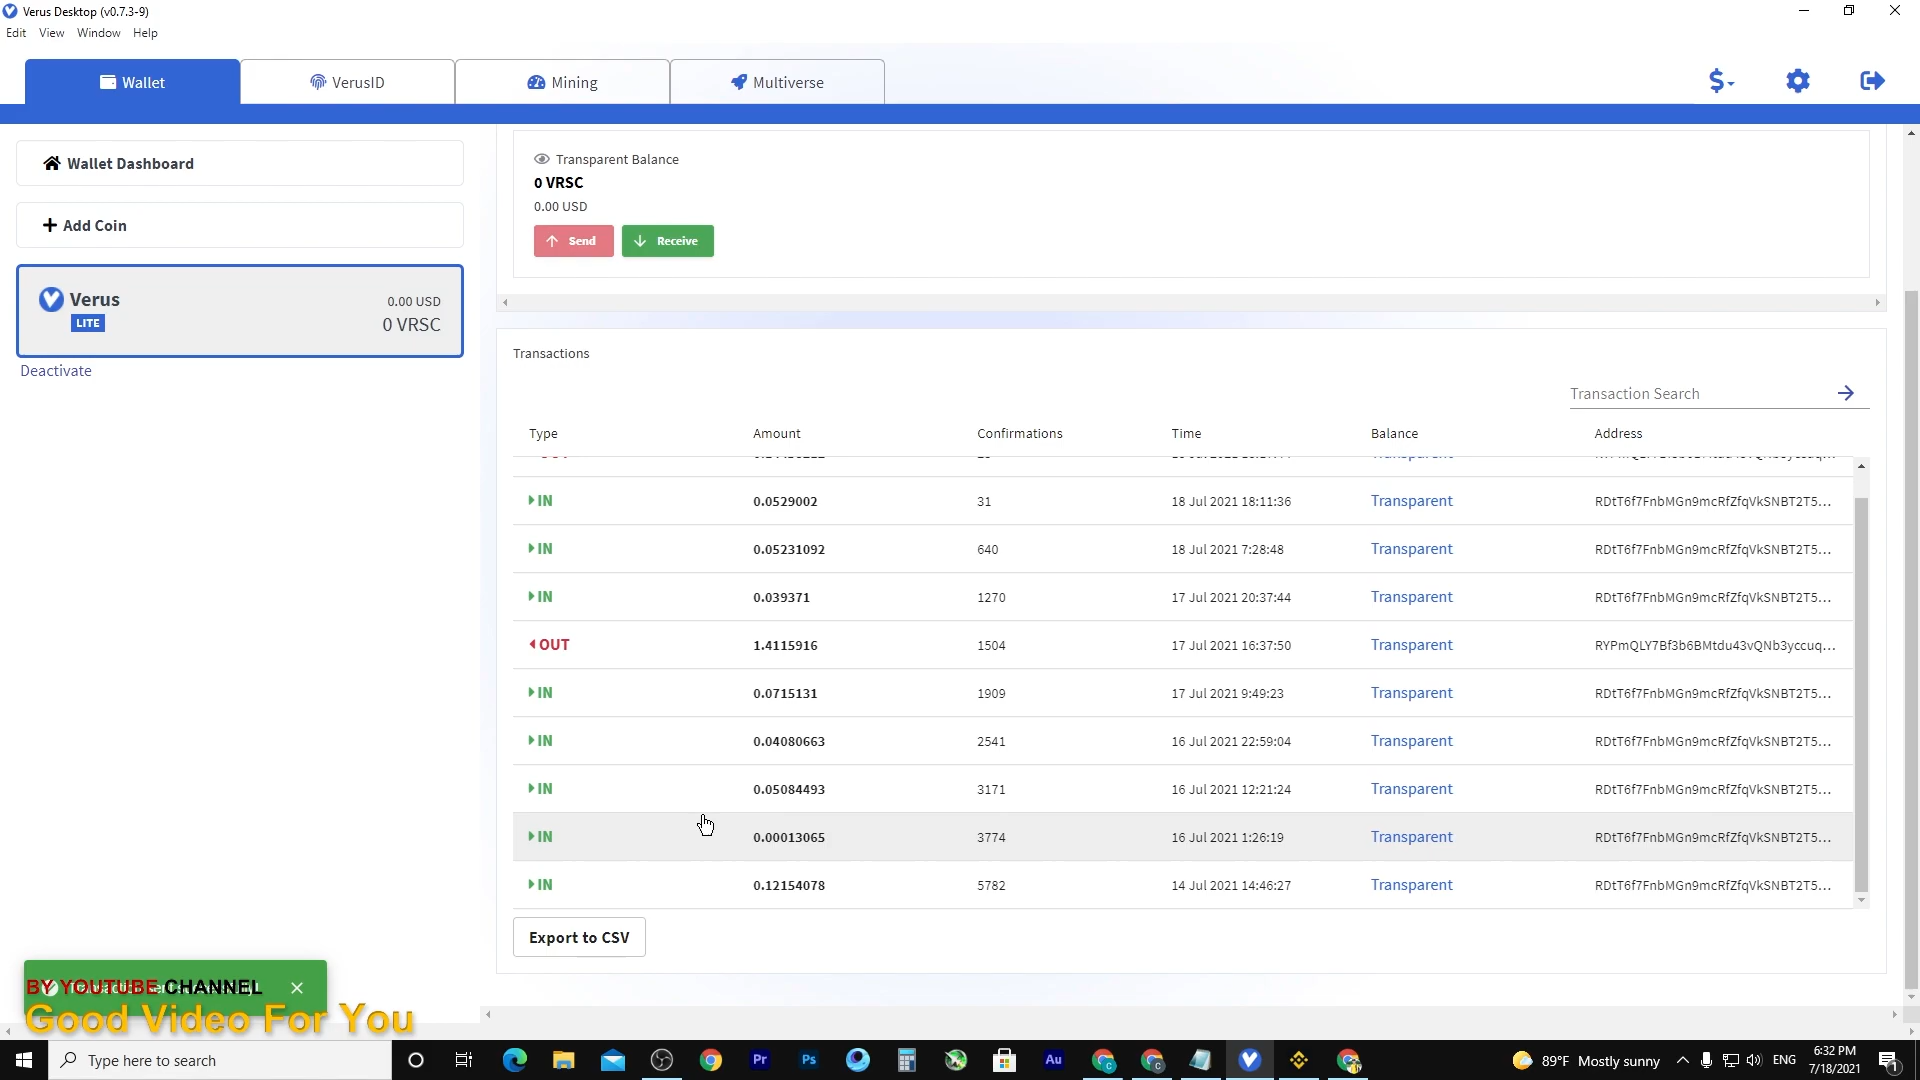 Verus Desktop (v0.7.3-9)
Edit View Window Help
Wallet VerusID Mining Multiverse
Wallet Dashboard
Add Coin
Verus
LITE
0.00 USD
0 VRSC
Deactivate
Transparent Balance
0 VRSC
0.00 USD
Send Receive
Transactions
Transaction Search
Type Amount Confirmations Time Balance Address
IN 0.0529002 31 18 Jul 2021 18:11:36 Transparent RDtT6f7FnbMGn9mcRfZfqVkSNBT2T5...
IN 0.05231092 640 18 Jul 2021 7:28:48 Transparent RDtT6f7FnbMGn9mcRfZfqVkSNBT2T5...
IN 0.039371 1270 17 Jul 2021 20:37:44 Transparent RDtT6f7FnbMGn9mcRfZfqVkSNBT2T5...
OUT 1.4115916 1504 17 Jul 2021 16:37:50 Transparent RYPmQLY7Bf3b6BMtdu43vQNb3yccuq...
IN 0.0715131 1909 17 Jul 2021 9:49:23 Transparent RDtT6f7FnbMGn9mcRfZfqVkSNBT2T5...
IN 0.04080663 2541 16 Jul 2021 22:59:04 Transparent RDtT6f7FnbMGn9mcRfZfqVkSNBT2T5...
IN 0.05084493 3171 16 Jul 2021 12:21:24 Transparent RDtT6f7FnbMGn9mcRfZfqVkSNBT2T5...
IN 0.00013065 3774 16 Jul 2021 1:26:19 Transparent RDtT6f7FnbMGn9mcRfZfqVkSNBT2T5...
IN 0.12154078 5782 14 Jul 2021 14:46:27 Transparent RDtT6f7FnbMGn9mcRfZfqVkSNBT2T5...
Export to CSV
BY YOUTUBE CHANNEL
Good Video For You
Type here to search
Pr Ps Au
89°F Mostly sunny
ENG
6:32 PM
7/18/2021
1